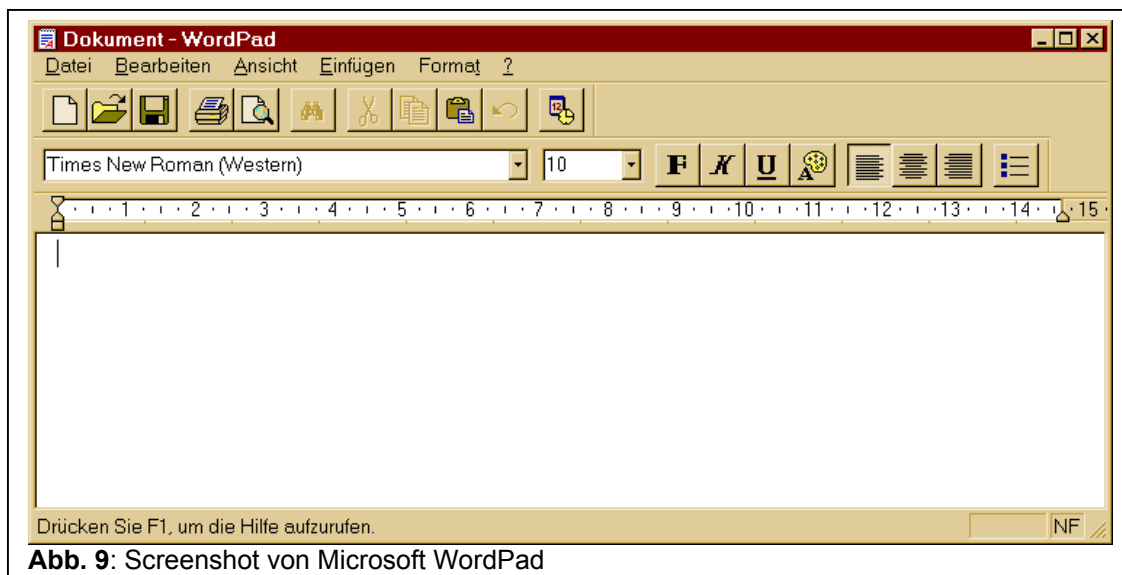 Dokument - WordPad
Datei Bearbeiten Ansicht Einfügen Format ?
12
Times New Roman (Western) 10 F K U A
1 2 3 4 5 6 7 8 9 10 11 12 13 14 15
Drücken Sie F1, um die Hilfe aufzurufen. NF
Abb. 9: Screenshot von Microsoft WordPad